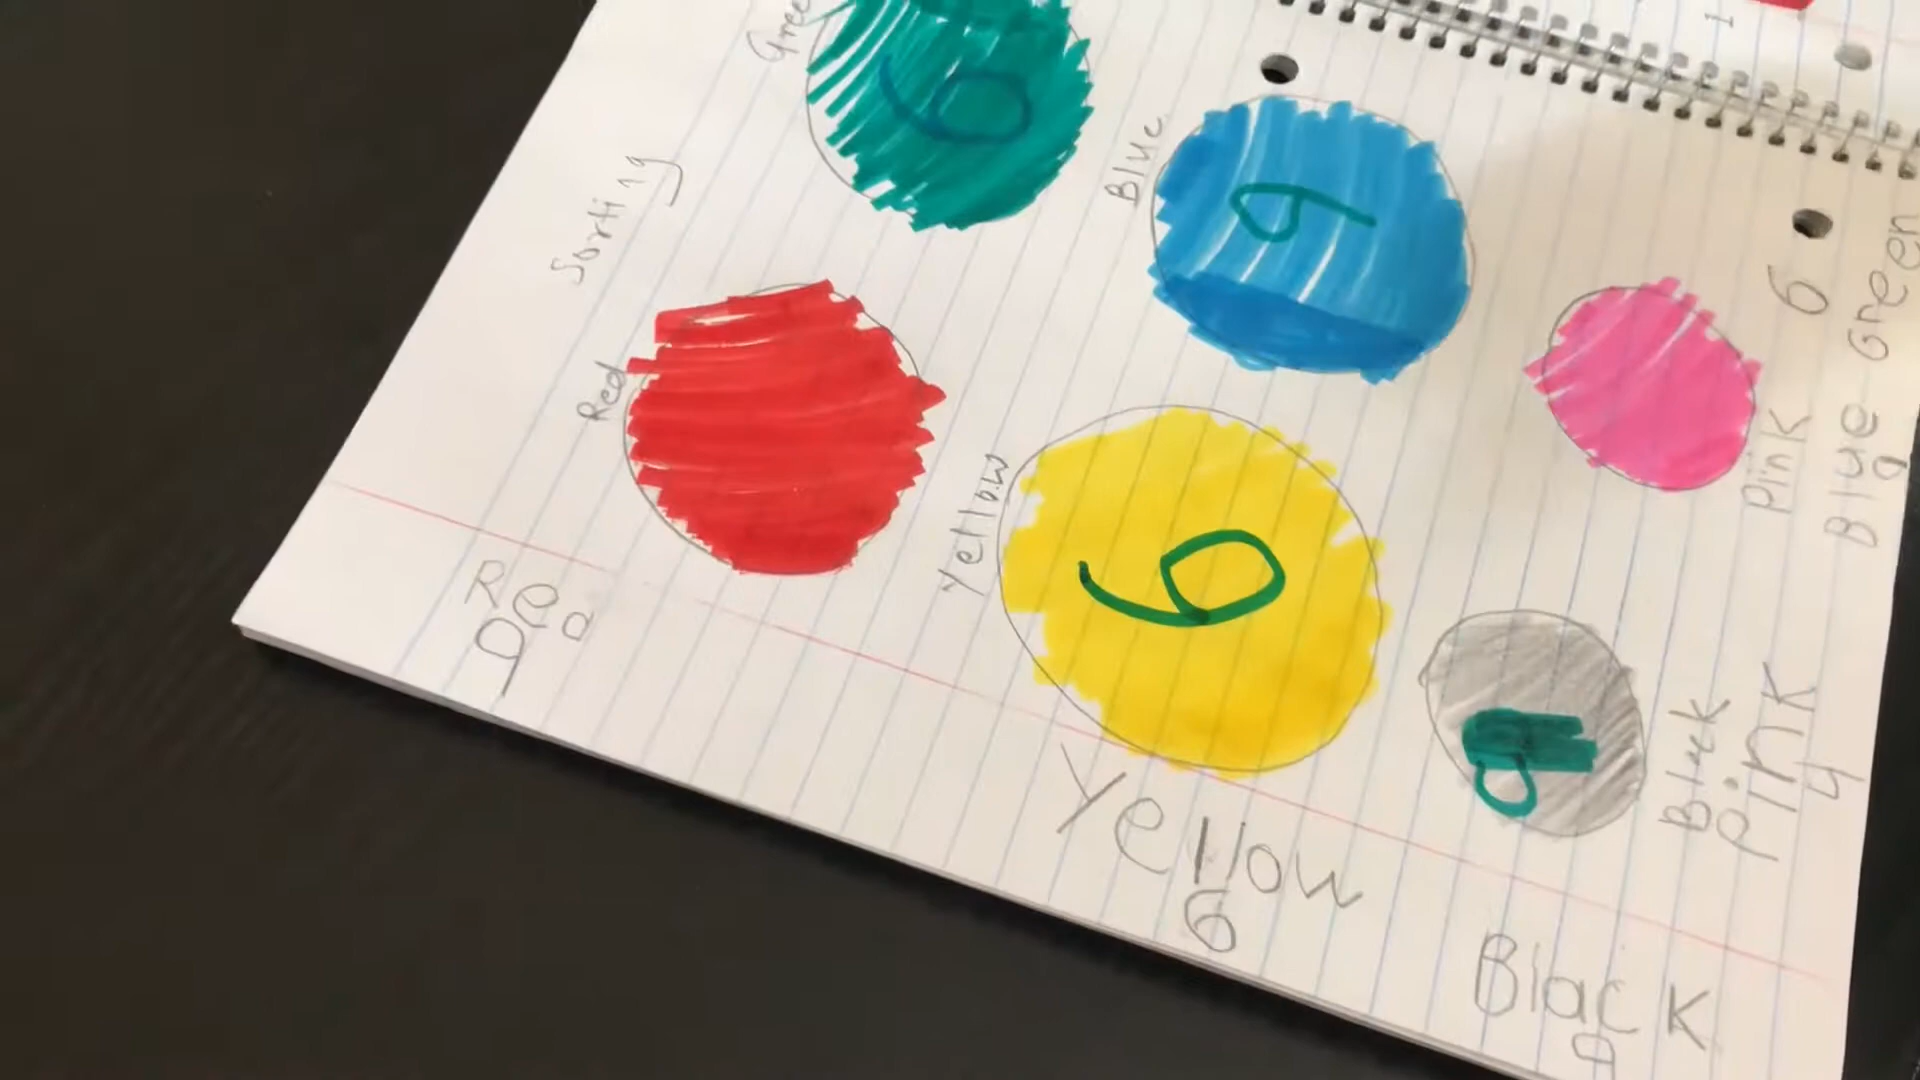 Sorting
Green
6
Blue
9
Red
Yellow
6
Pink
Black
9
Red
9
Yellow
6
Black
Pink
4
Blue
9
Green
6